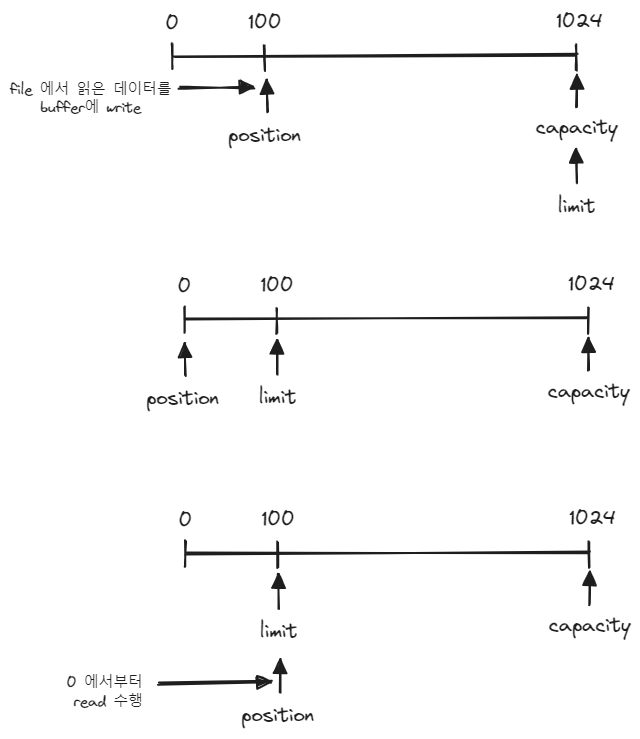 0 100 1024
file 에서 읽은 데이터를
buffer에 write
position
capacity
limit
0 100 1024
position limit capacity
0 100 1024
limit capacity
0 에서부터
read 수행
position